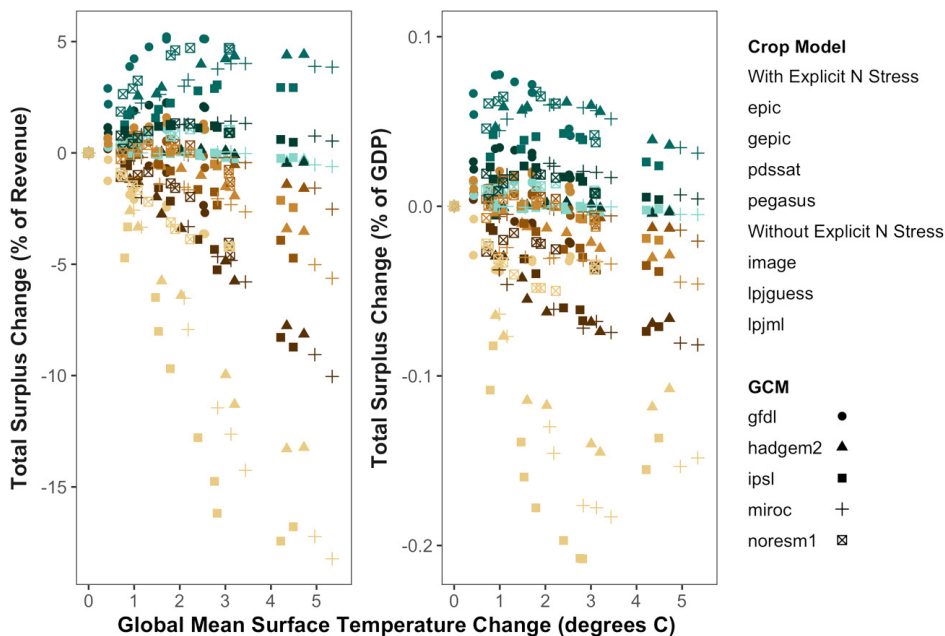 5
0
-5
-10
-15
0 1 2 3 4 5
Total Surplus Change (% of Revenue)
0.1
0.0
-0.1
-0.2
0 1 2 3 4 5
Total Surplus Change (% of GDP)
Global Mean Surface Temperature Change (degrees C)
Crop Model
With Explicit N Stress
epic
gepic
pdssat
pegasus
Without Explicit N Stress
image
lpjguess
lpjml
GCM
gfdl
hadgem2
ipsl
miroc
noresm1